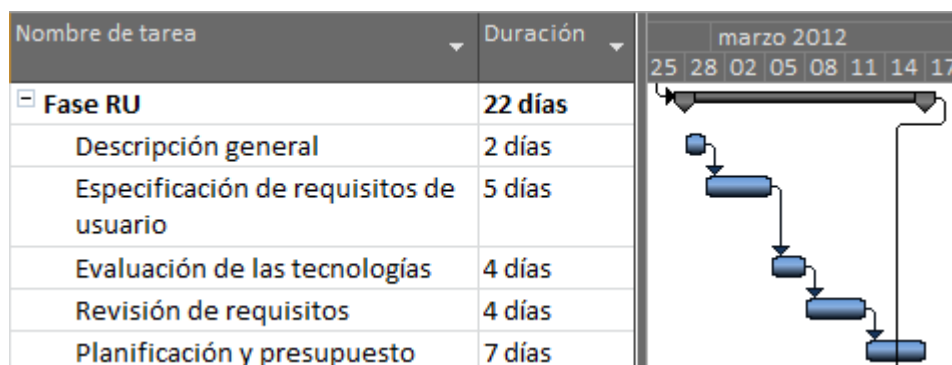 Nombre de tarea Duración
marzo 2012
25 28 02 05 08 11 14 17
Fase RU 22 días
Descripción general 2 días
Especificación de requisitos de 5 días
usuario
Evaluación de las tecnologías 4 días
Revisión de requisitos 4 días
Planificación y presupuesto 7 días